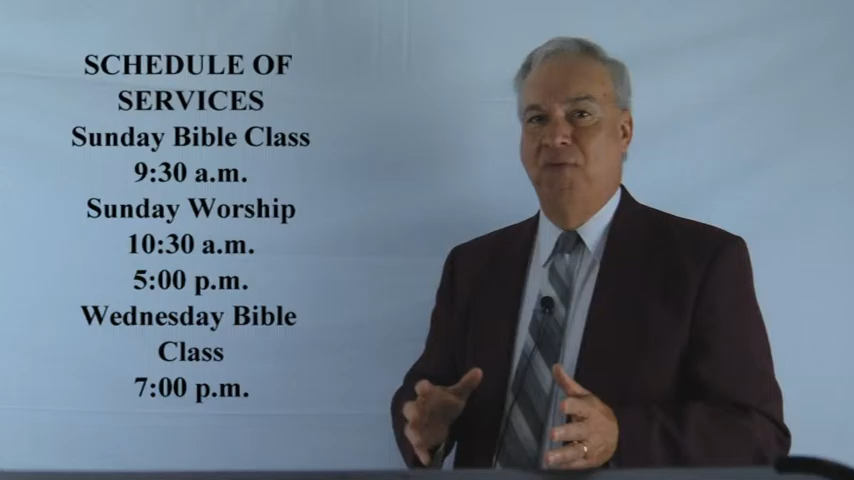 SCHEDULE OF
SERVICES
Sunday Bible Class
9:30 a.m.
Sunday Worship
10:30 a.m.
5:00 p.m.
Wednesday Bible
Class
7:00 p.m.